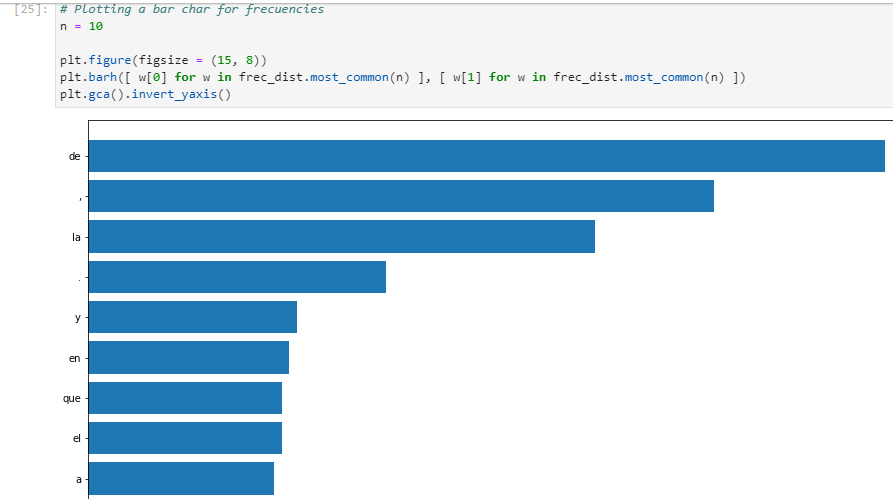 [25]: # Plotting a bar char for frecuencies
n = 10
plt.figure(figsize = (15, 8))
plt.barh([ w[0] for w in frec_dist.most_common(n) ], [ w[1] for w in frec_dist.most_common(n) ])
plt.gca().invert_yaxis()
de
,
la
.
y
en
que
el
a